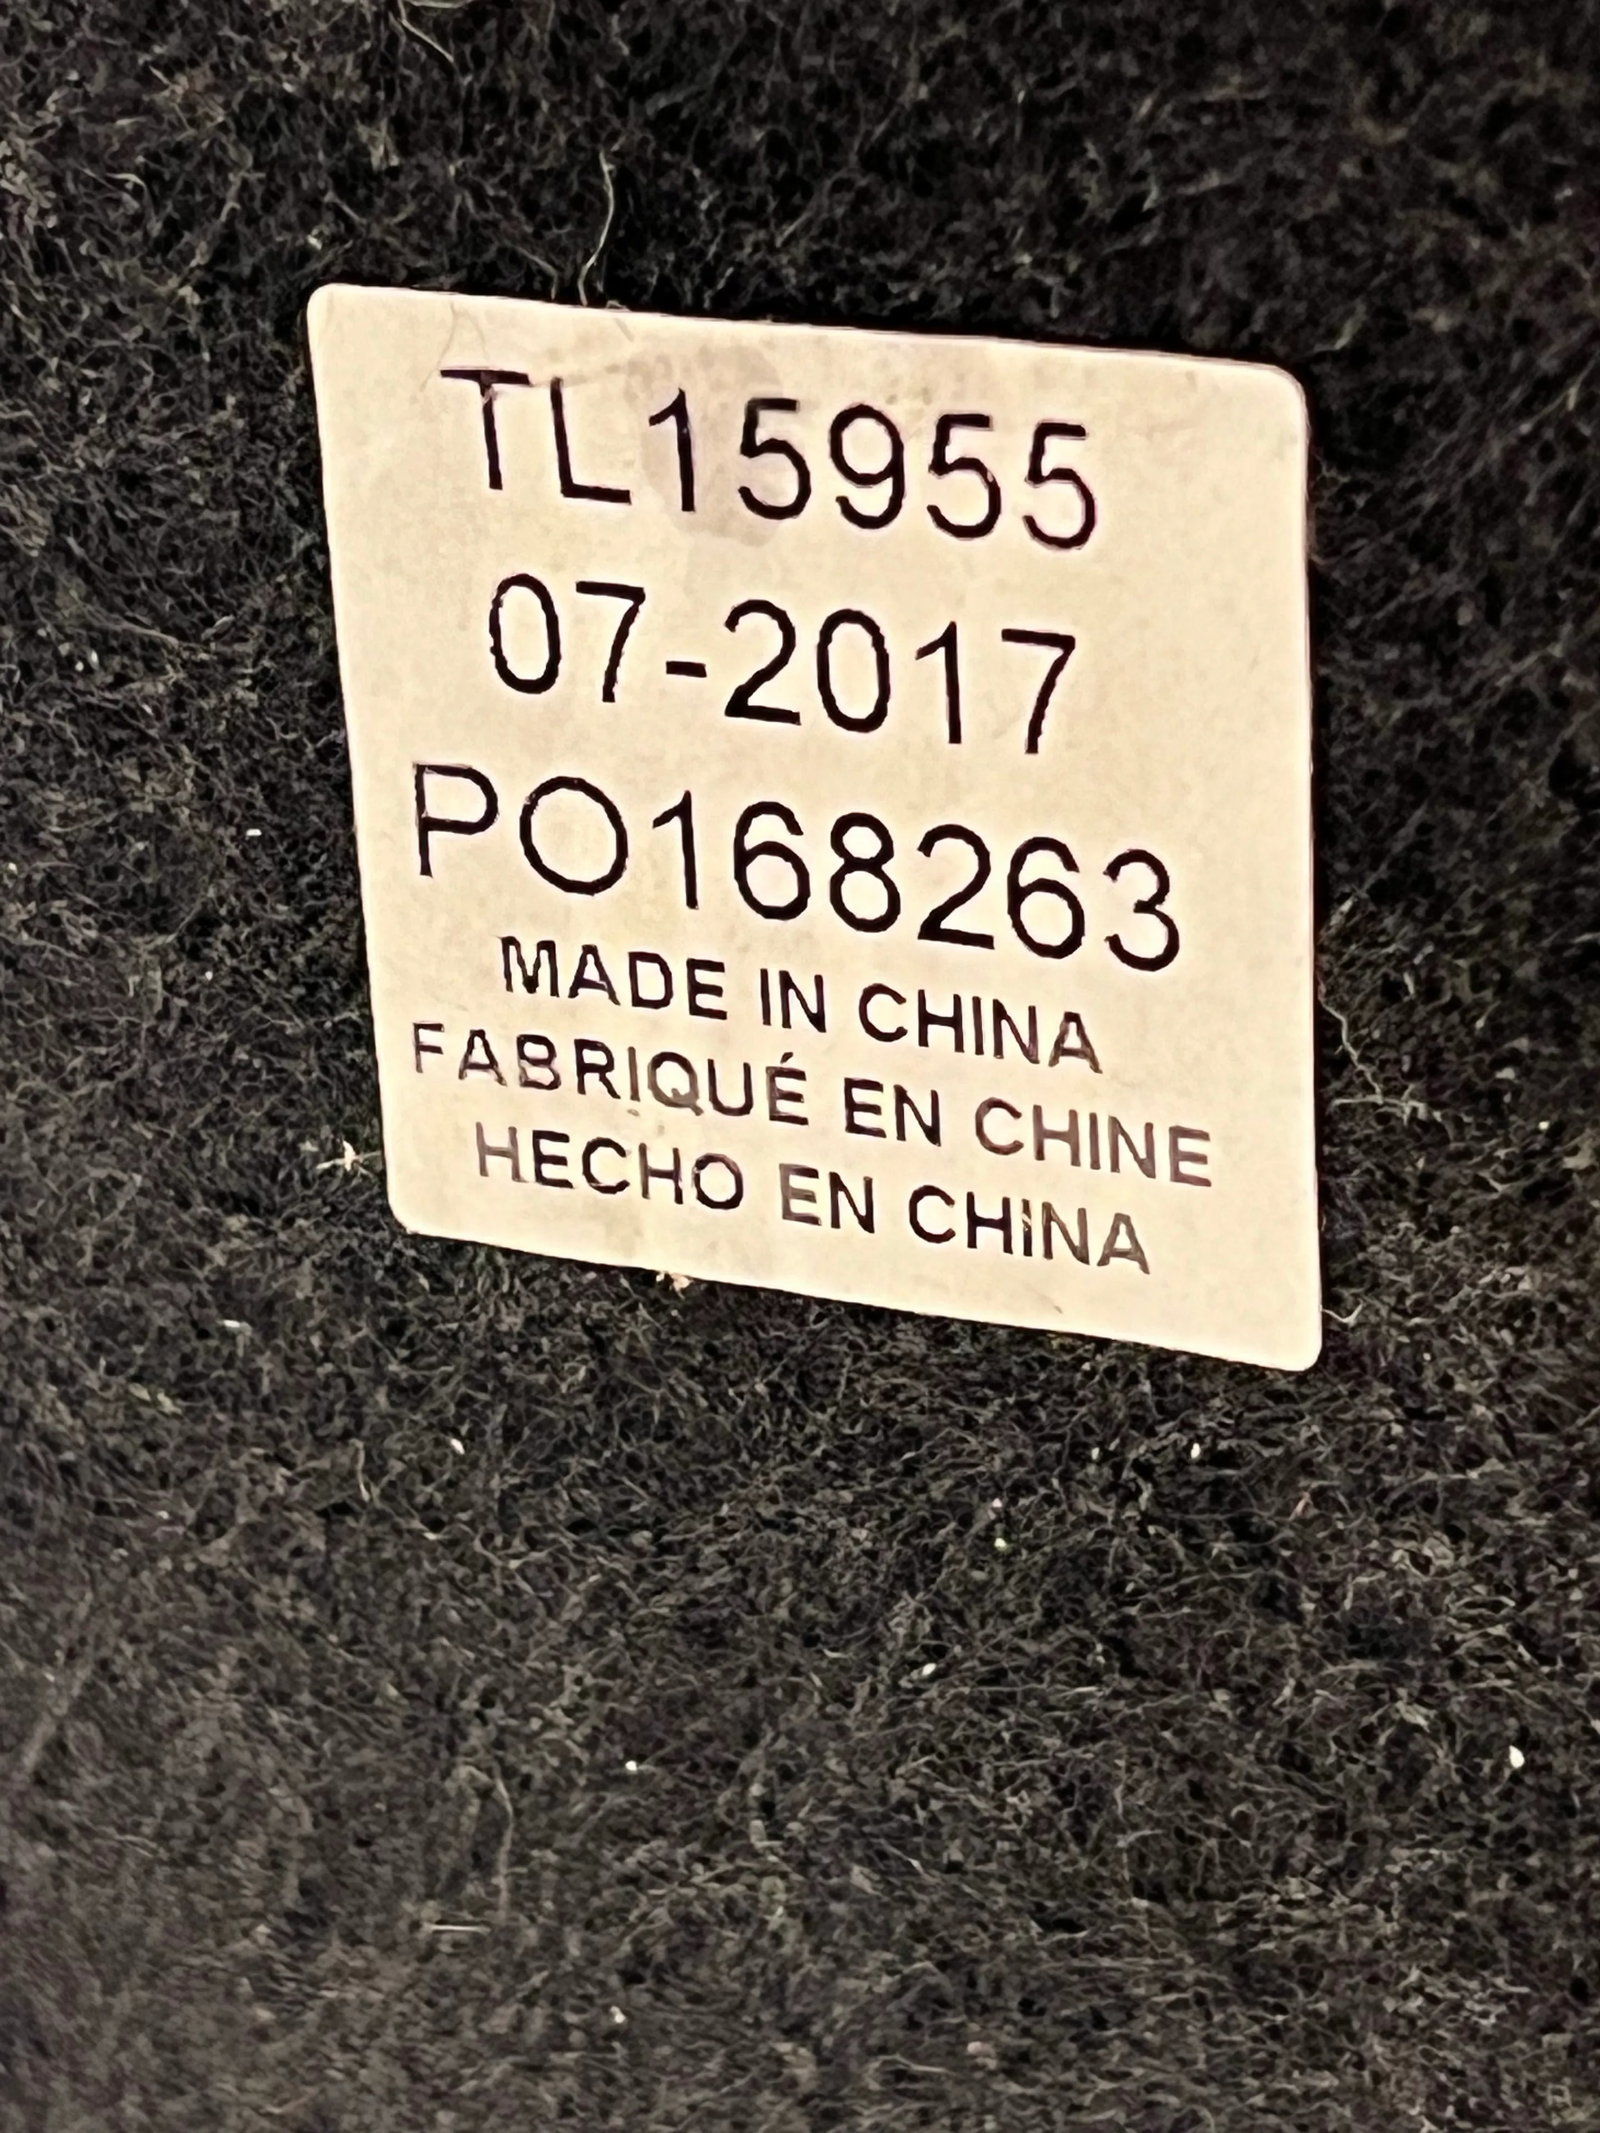 TL15955
07-2017
PO168263
MADE IN CHINA
FABRIQUÉ EN CHINE
HECHO EN CHINA